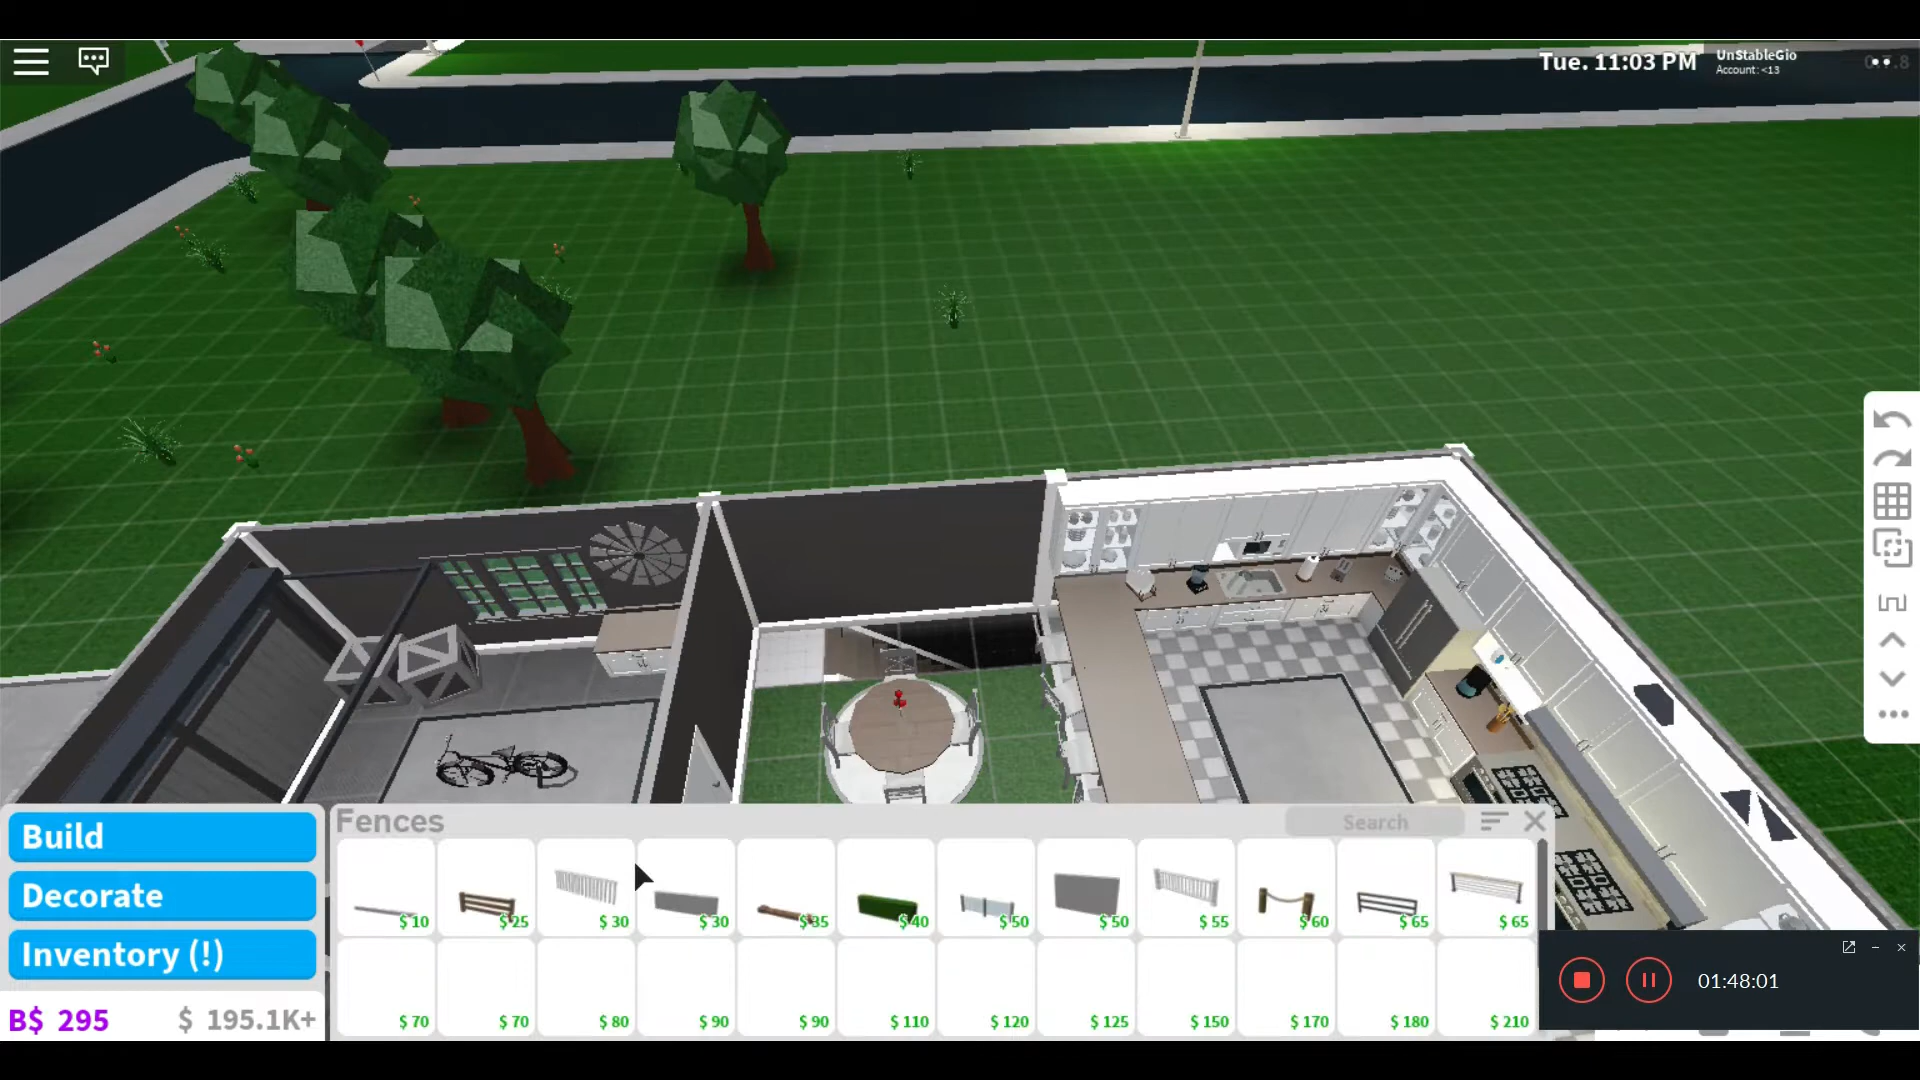 Tue. 11:03 PM
UnStableGio
Account: <13
Build
Decorate
Inventory (!)
B$ 295
$ 195.1K+
Fences
Search
$ 10
$ 25
$ 30
$ 30
$ 35
$ 40
$ 50
$ 50
$ 55
$ 60
$ 65
$ 65
$ 70
$ 70
$ 80
$ 90
$ 90
$ 110
$ 120
$ 125
$ 150
$ 170
$ 180
$ 210
01:48:01